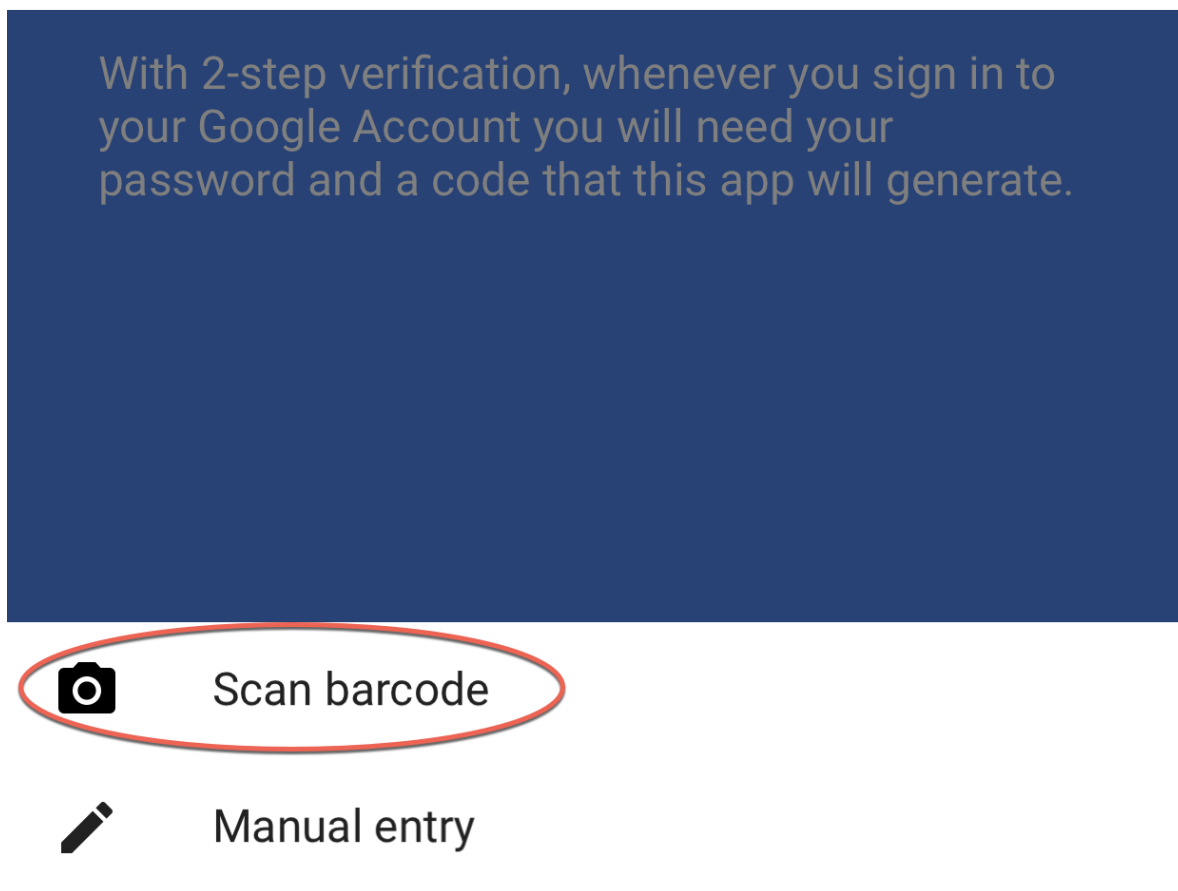 With 2-step verification, whenever you sign in to
your Google Account you will need your
password and a code that this app will generate.
Scan barcode
Manual entry